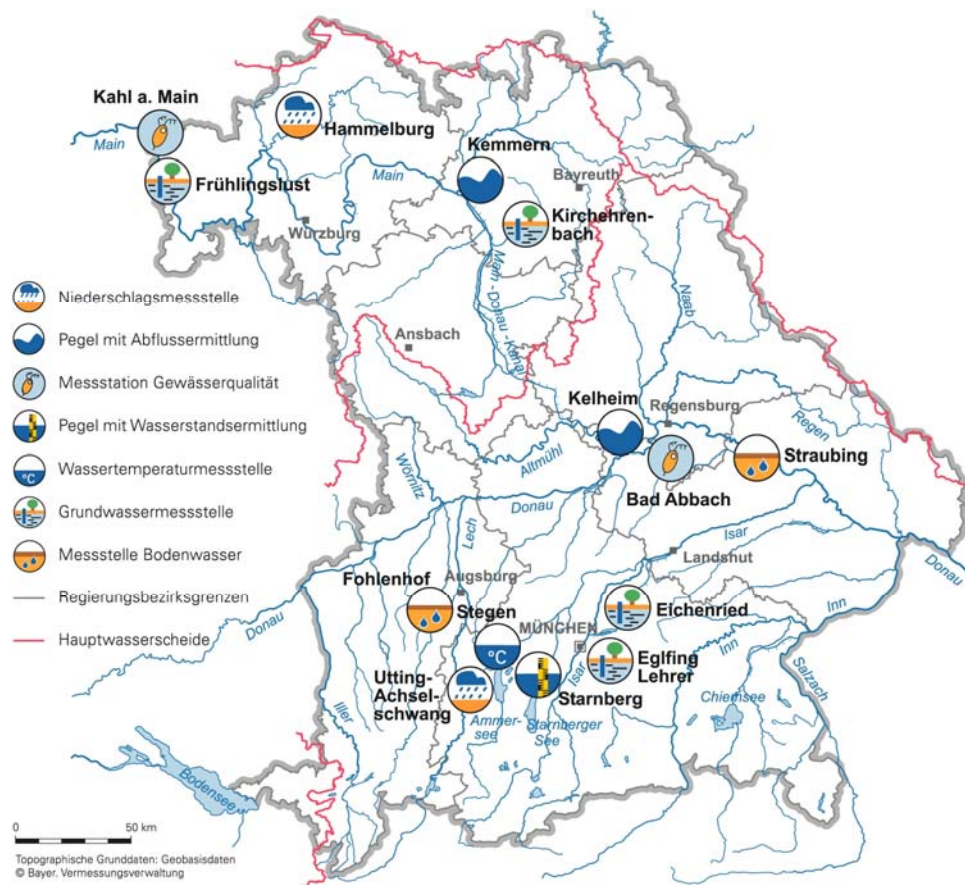 Kahl a. Main
Main
Hammelburg
Frühlingslust
Main
Kemmern
Bayreuth
Würzburg
Kirchehren-
bach
Main-Donau-Kanal
Naab
Ansbach
Niederschlagsmessstelle
Pegel mit Abflussermittlung
Messstation Gewässerqualität
Pegel mit Wasserstandsermittlung
Wassertemperaturmessstelle
°C
Grundwassermessstelle
Messstelle Bodenwasser
Regierungsbezirksgrenzen
Hauptwasserscheide
Kelheim
Regensburg
Regen
Straubing
Altmühl
Wörnitz
Bad Abbach
Donau
Lech
Isar
Landshut
Donau
Fohlenhof
Augsburg
Stegen
°C
MÜNCHEN
Eichenried
Inn
Inn
Donau
Utting-
Achsel-
schwang
Starnberg
Isar
Eglfing
Lehrer
Salzach
Chiemsee
Iller
Ammer-
see
Starnberger
See
Bodensee
0 50 km
Topographische Grunddaten: Geobasisdaten
© Bayer. Vermessungsverwaltung